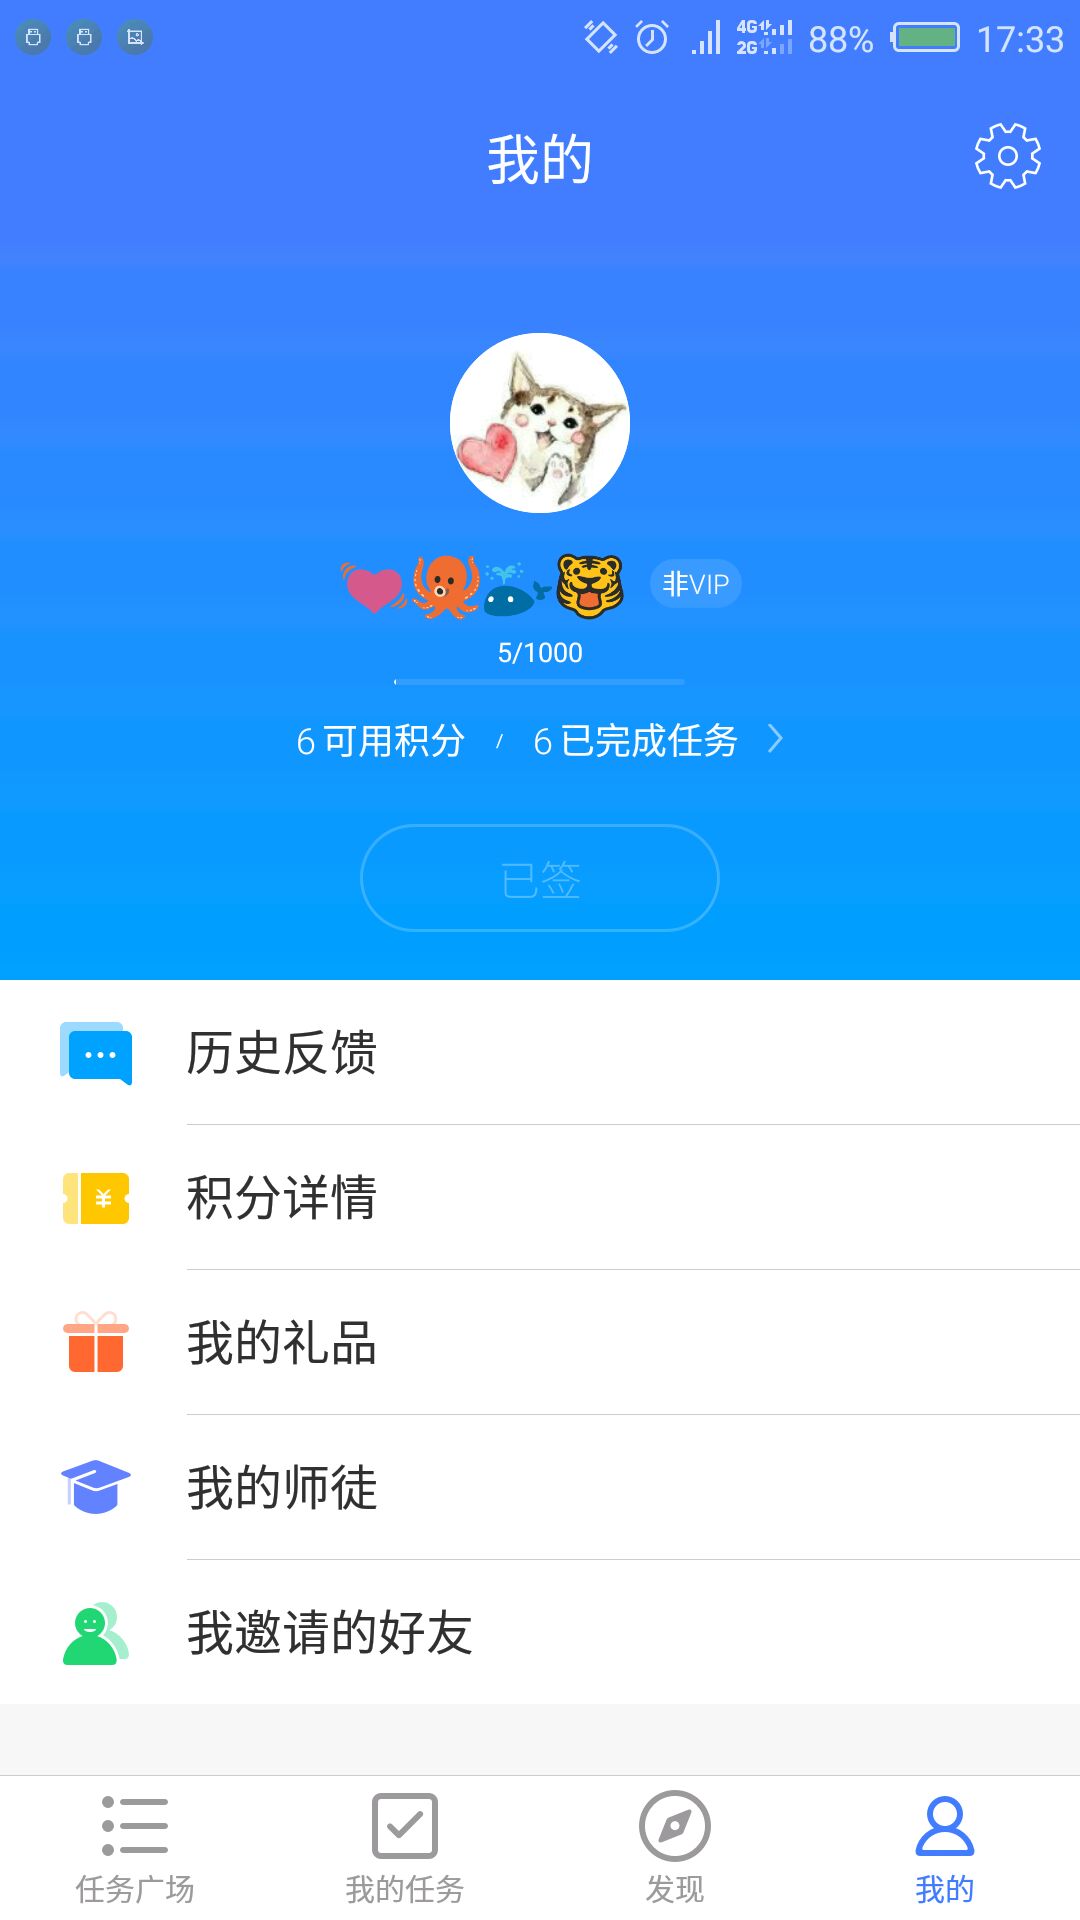 4G 2G 88% 17:33
我的
💓🐙🐳🐯 非VIP
5/1000
6 可用积分 / 6 已完成任务
已签
历史反馈
¥ 积分详情
我的礼品
我的师徒
我邀请的好友
任务广场 我的任务 发现 我的